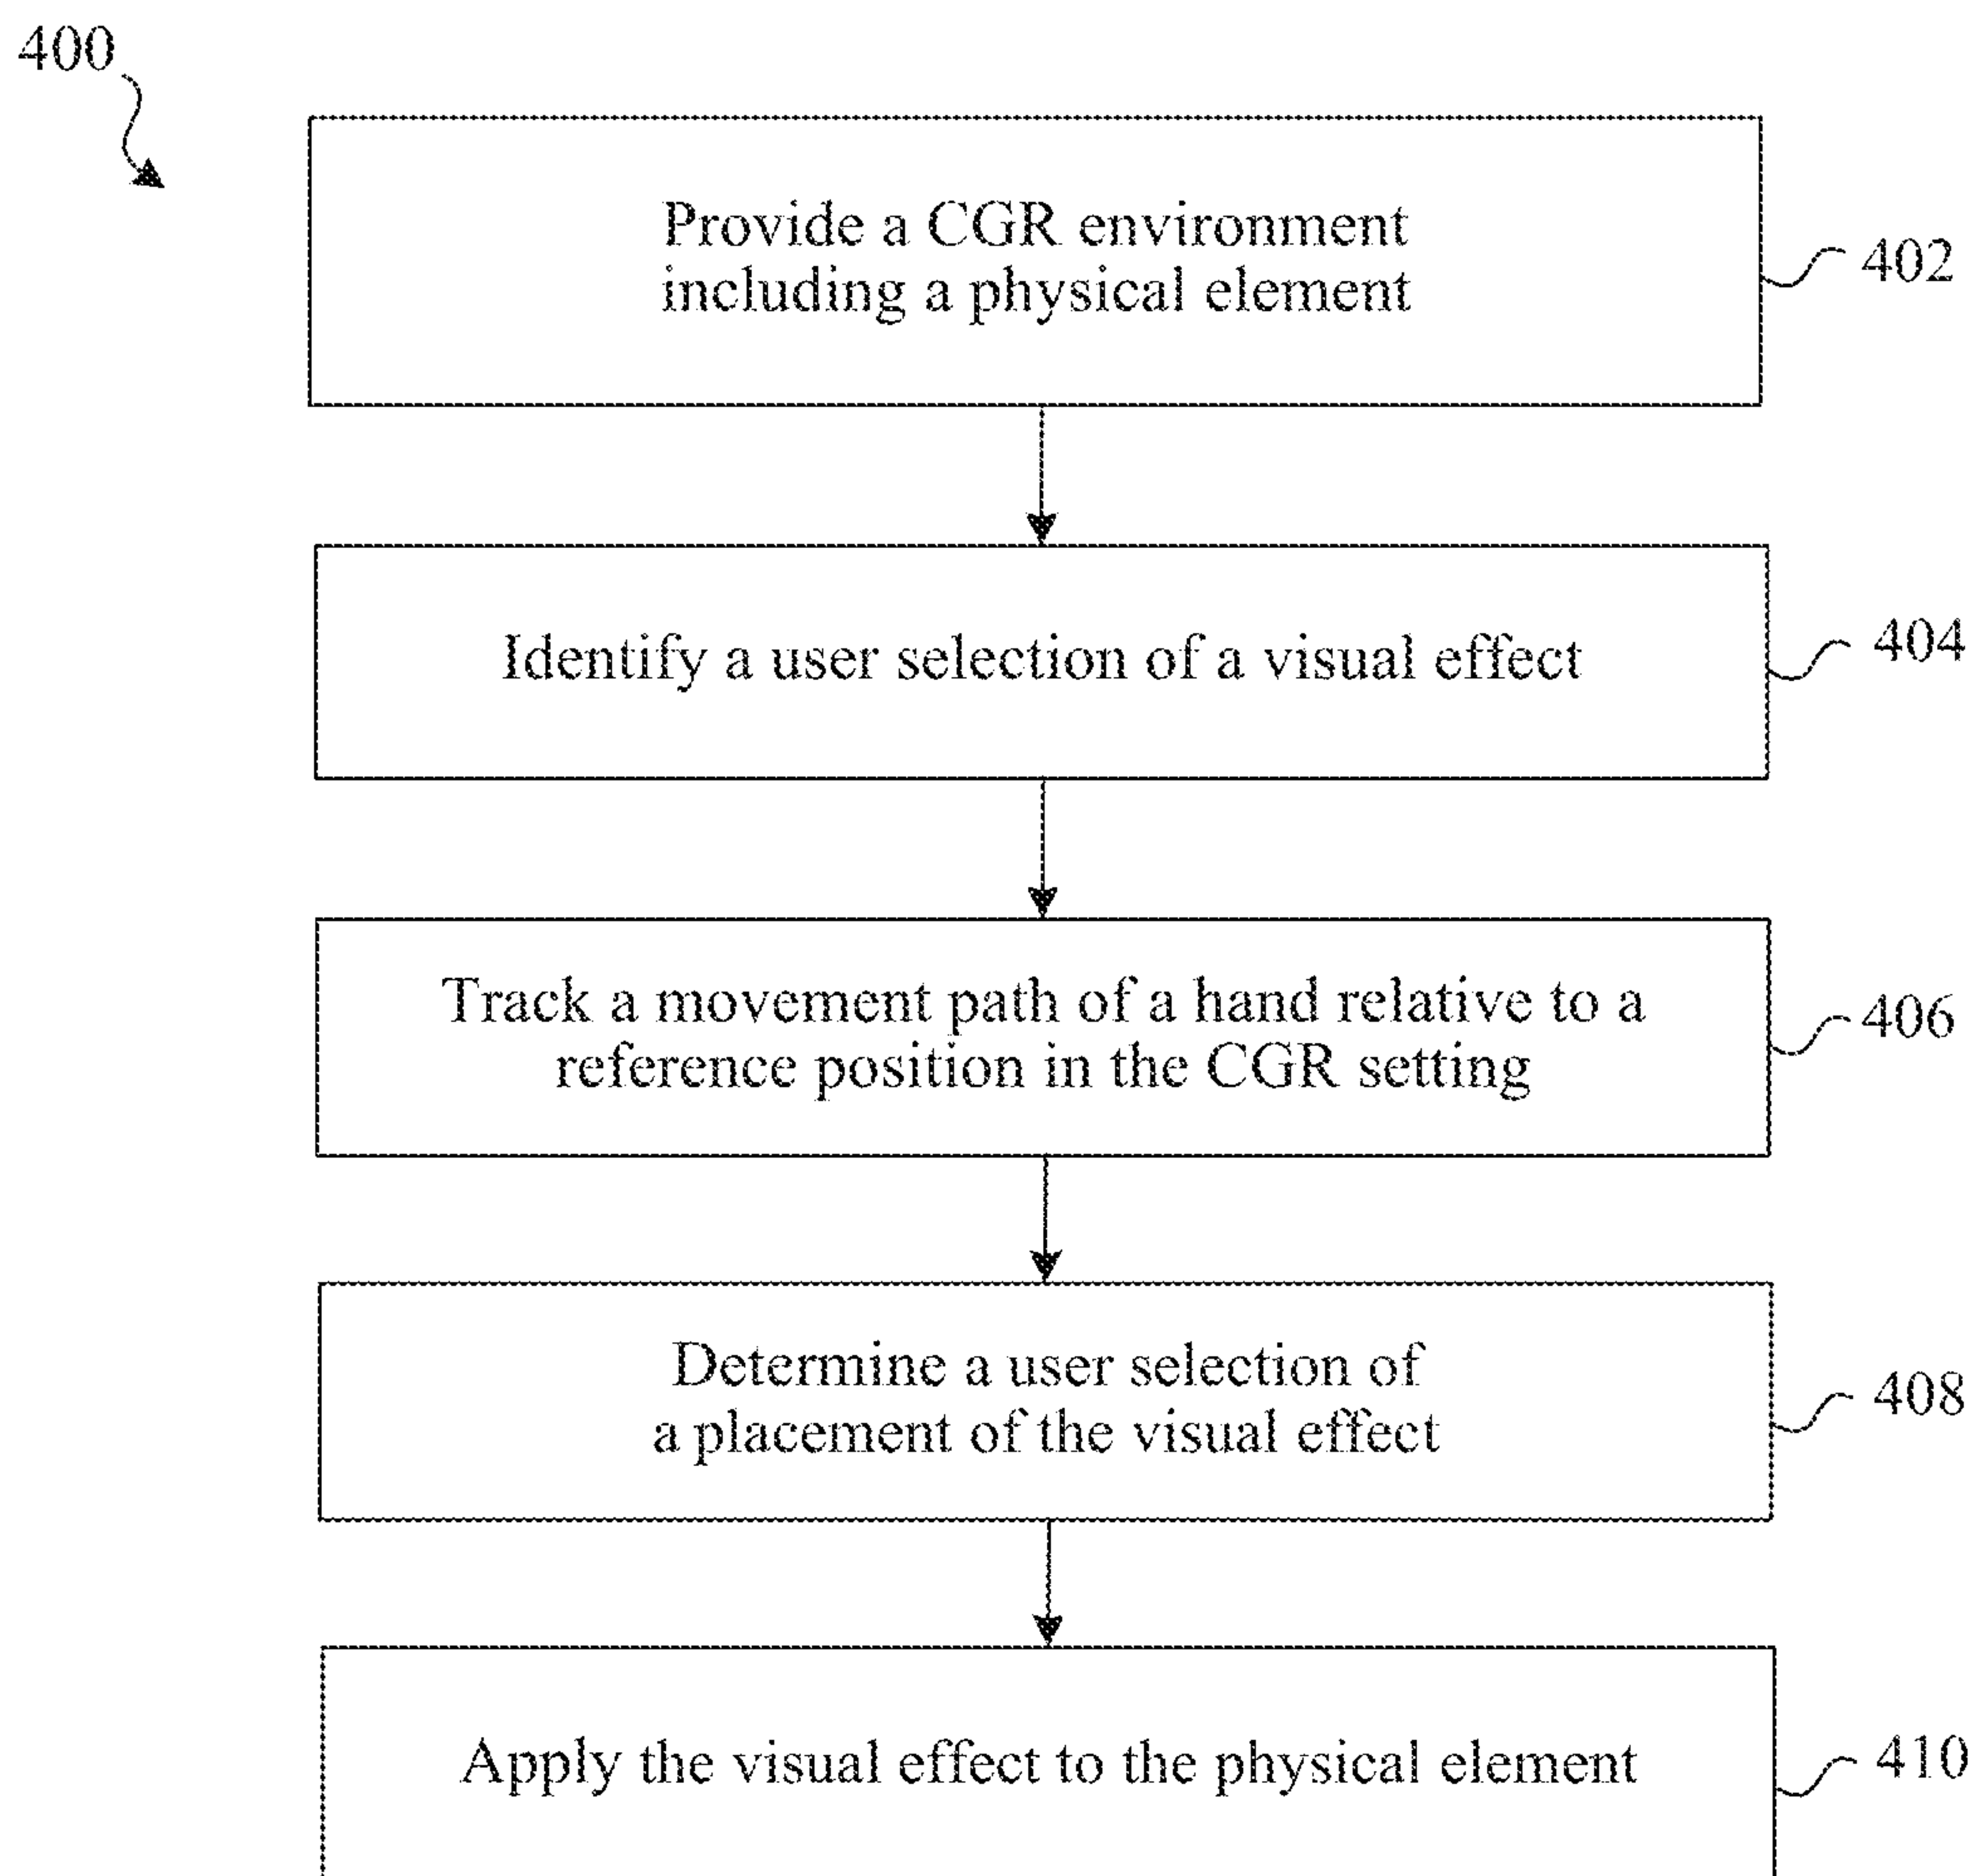 400
Provide a CGR environment
including a physical element
402
Identify a user selection of a visual effect
404
Track a movement path of a hand relative to a
reference position in the CGR setting
406
Determine a user selection of
a placement of the visual effect
408
Apply the visual effect to the physical element
410